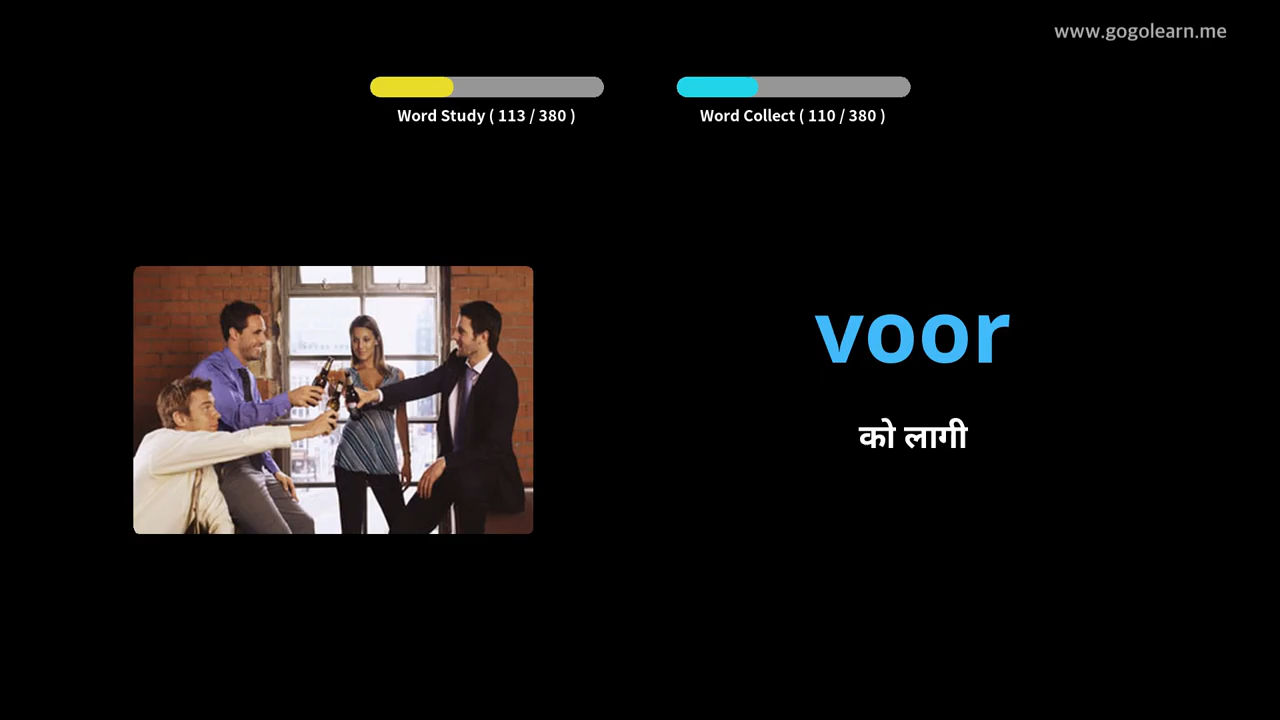 www.gogolearn.me
Word Study ( 113 / 380 )
Word Collect ( 110 / 380 )
voor
को लागी